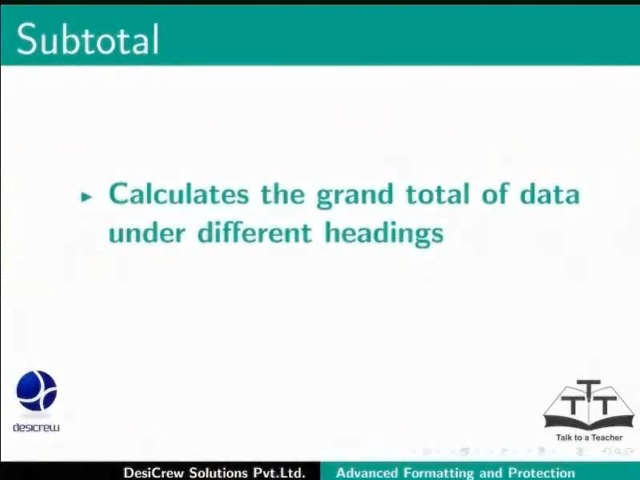 Subtotal
▸ Calculates the grand total of data
under different headings
desicrew
T T T
Talk to a Teacher
DesiCrew Solutions Pvt.Ltd. Advanced Formatting and Protection